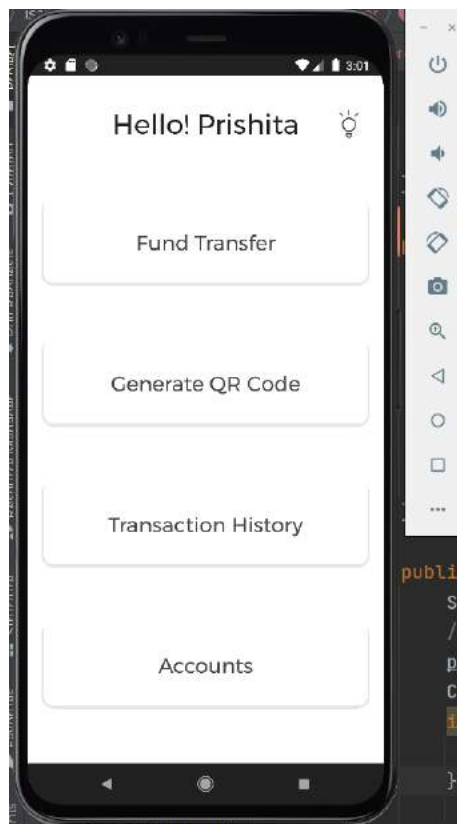 3:01
Hello! Prishita
Fund Transfer
Generate QR Code
Transaction History
Accounts
publi
S
/
p
C
i
}